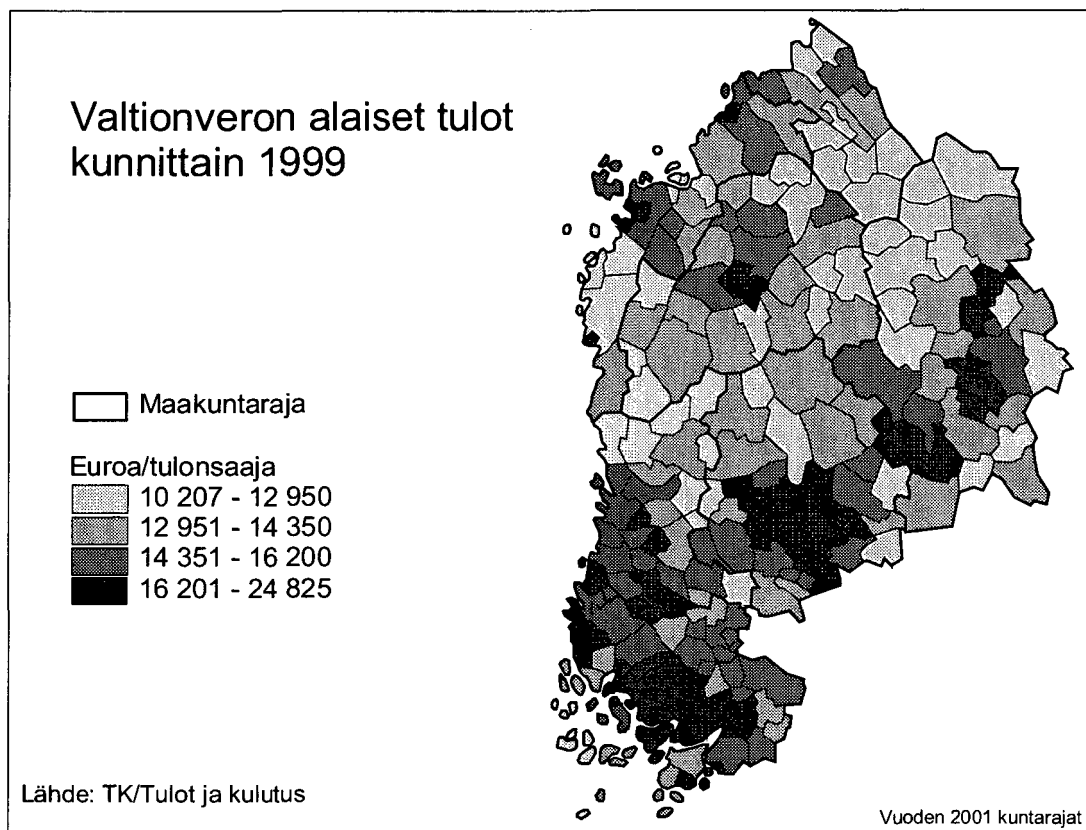 Valtionveron alaiset tulot
kunnittain 1999
Maakuntaraja
Euroa/tulonsaaja
10 207 - 12 950
12 951 - 14 350
14 351 - 16 200
16 201 - 24 825
Lähde: TK/Tulot ja kulutus
Vuoden 2001 kuntarajat